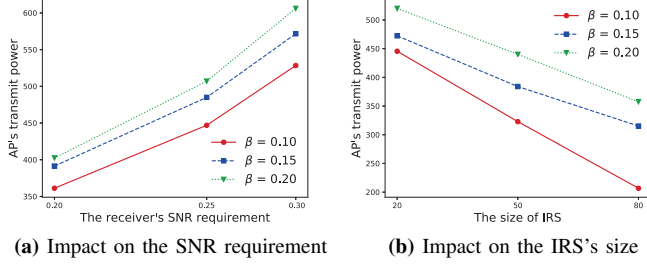 600
550
500
450
400
350
AP's transmit power
β = 0.10
β = 0.15
β = 0.20
0.20
0.25
0.30
The receiver's SNR requirement
(a) Impact on the SNR requirement
500
450
400
350
300
250
200
AP's transmit power
β = 0.10
β = 0.15
β = 0.20
20
50
80
The size of IRS
(b) Impact on the IRS's size